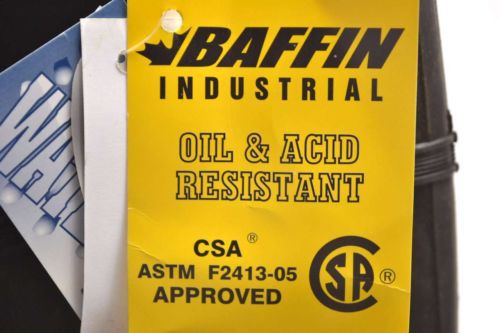 BAFFIN
INDUSTRIAL
OIL & ACID
RESISTANT
CSA®
ASTM F2413-05
APPROVED
CSA®